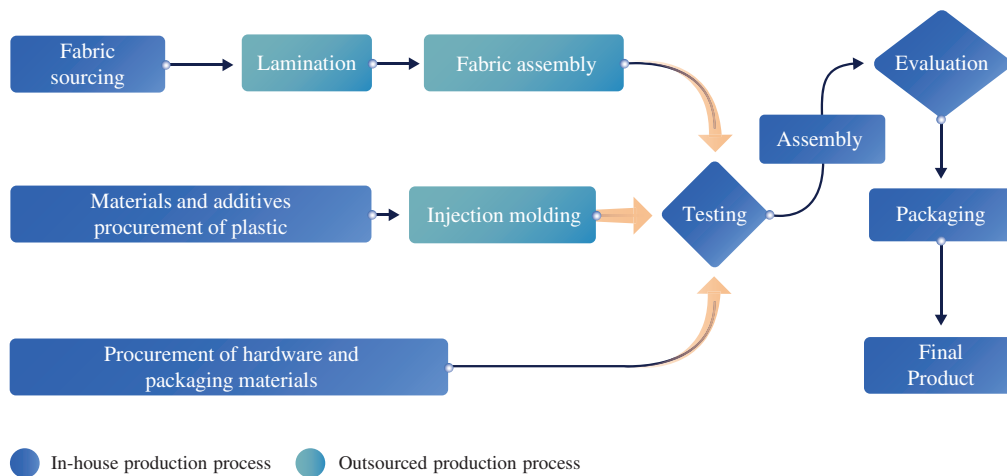 Fabric
sourcing
Lamination
Fabric assembly
Evaluation
Assembly
Materials and additives
procurement of plastic
Injection molding
Testing
Packaging
Procurement of hardware and
packaging materials
Final
Product
In-house production process
Outsourced production process